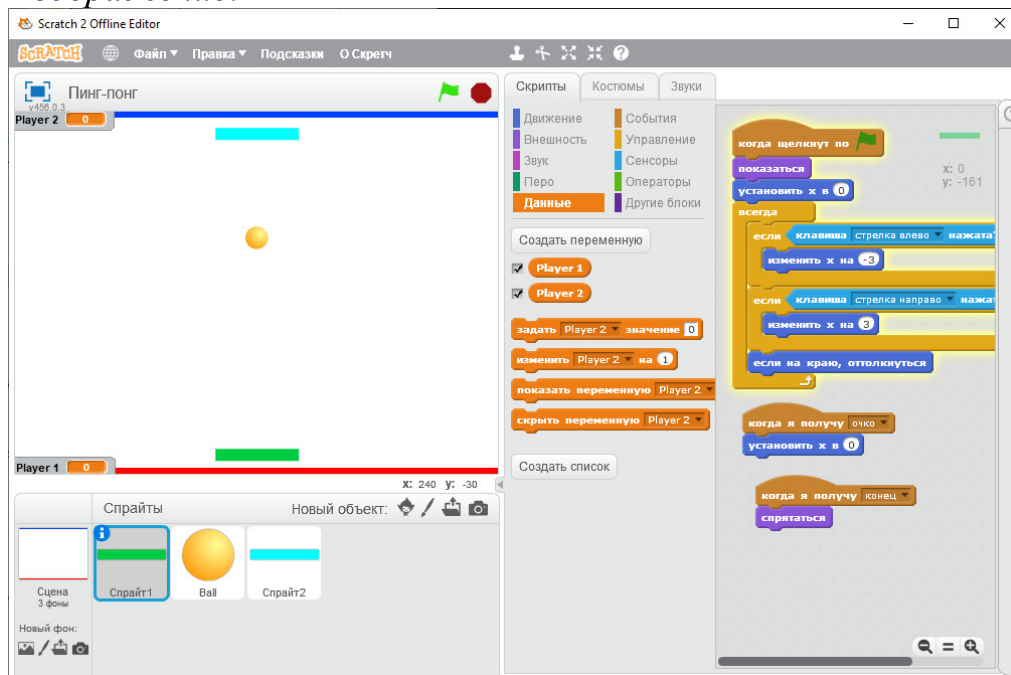 Scratch 2 Offline Editor
SCRATCH Файл Правка Подсказки О Скретч
Пинг-понг
v456.0.3
Player 2 0
Player 1 0
x: 240 y: -30
Спрайты Новый объект:
Сцена
3 фоны
Новый фон:
Спрайт1 Ball Спрайт2
Скрипты Костюмы Звуки
Движение События
Внешность Управление
Звук Сенсоры
Перо Операторы
Данные Другие блоки
Создать переменную
Player 1
Player 2
задать Player 2 значение 0
изменить Player 2 на 1
показать переменную Player 2
скрыть переменную Player 2
Создать список
x: 0
y: -161
когда щелкнут по
показаться
установить x в 0
всегда
если клавиша стрелка влево нажата
изменить x на -3
если клавиша стрелка направо нажа
изменить x на 3
если на краю, оттолкнуться
когда я получу очко
установить x в 0
когда я получу конец
спрятаться